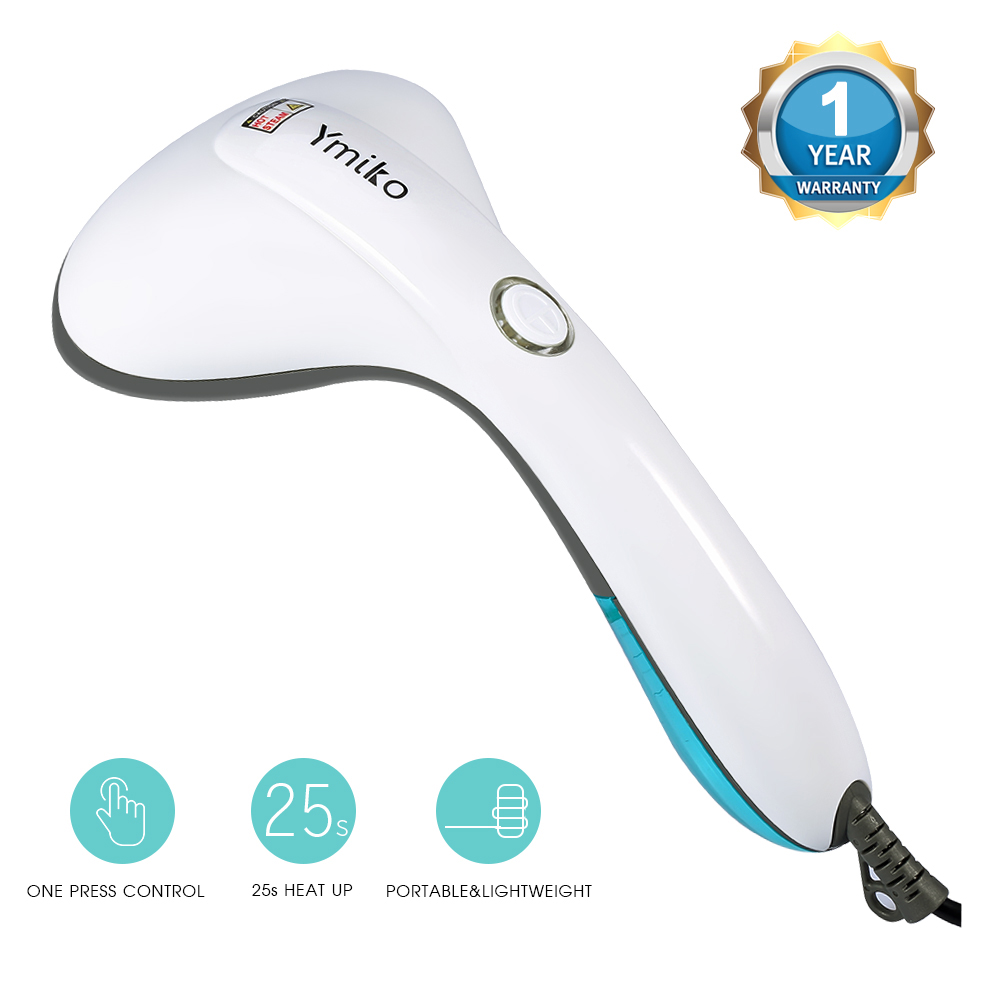 HOT
STEAM
Ymiko
1
YEAR
WARRANTY
25s
ONE PRESS CONTROL
25s HEAT UP
PORTABLE&LIGHTWEIGHT